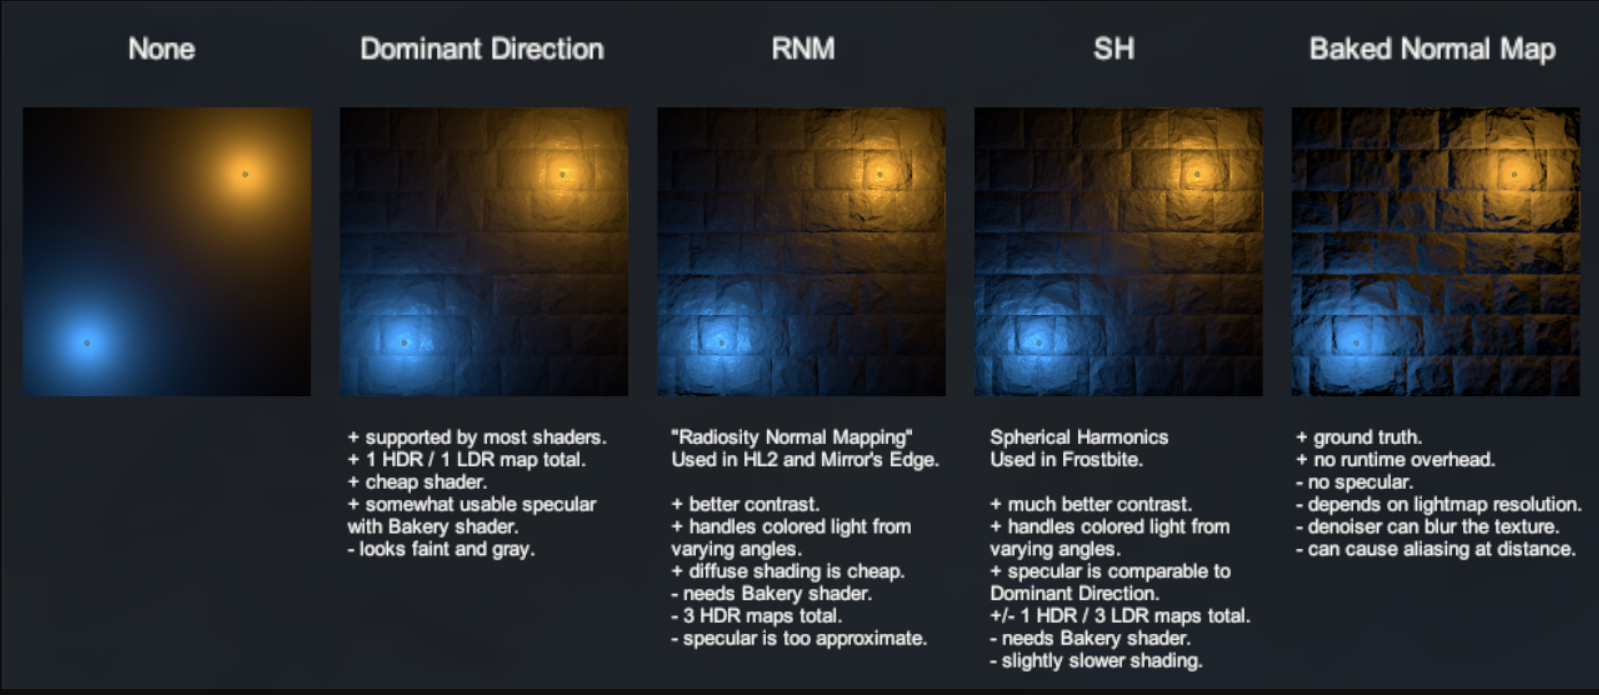 None
Dominant Direction
RNM
SH
Baked Normal Map
+ supported by most shaders.
+ 1 HDR / 1 LDR map total.
+ cheap shader.
+ somewhat usable specular
with Bakery shader.
- looks faint and gray.
"Radiosity Normal Mapping"
Used in HL2 and Mirror's Edge.
+ better contrast.
+ handles colored light from
varying angles.
+ diffuse shading is cheap.
- needs Bakery shader.
- 3 HDR maps total.
- specular is too approximate.
Spherical Harmonics
Used in Frostbite.
+ much better contrast.
+ handles colored light from
varying angles.
+ specular is comparable to
Dominant Direction.
+/- 1 HDR / 3 LDR maps total.
- needs Bakery shader.
- slightly slower shading.
+ ground truth.
+ no runtime overhead.
- no specular.
- depends on lightmap resolution.
- denoiser can blur the texture.
- can cause aliasing at distance.